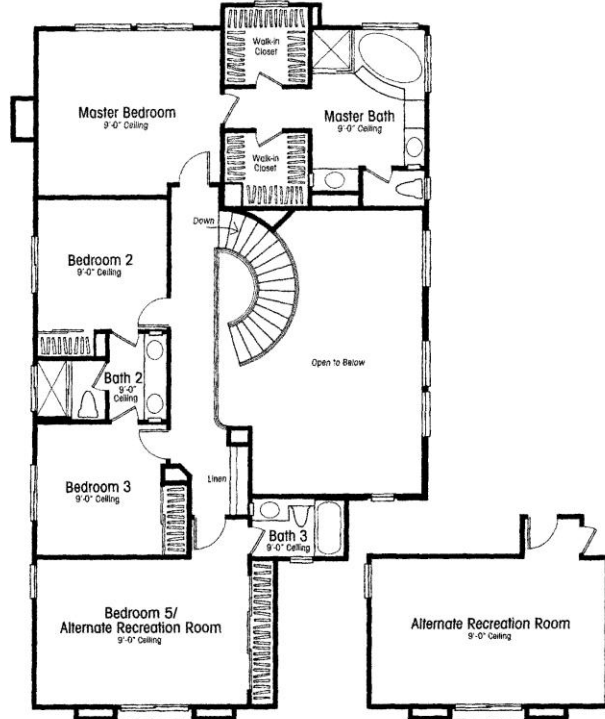 Walk-in
Closet
Master Bedroom
9'-0" Ceiling
Master Bath
9'-0" Ceiling
Walk-in
Closet
Down
Bedroom 2
9'-0" Ceiling
Open to Below
Bath 2
9'-0"
Ceiling
Bedroom 3
9'-0" Ceiling
Linen
Bath 3
9'-0" Ceiling
Bedroom 5/
Alternate Recreation Room
9'-0" Ceiling
Alternate Recreation Room
9'-0" Ceiling